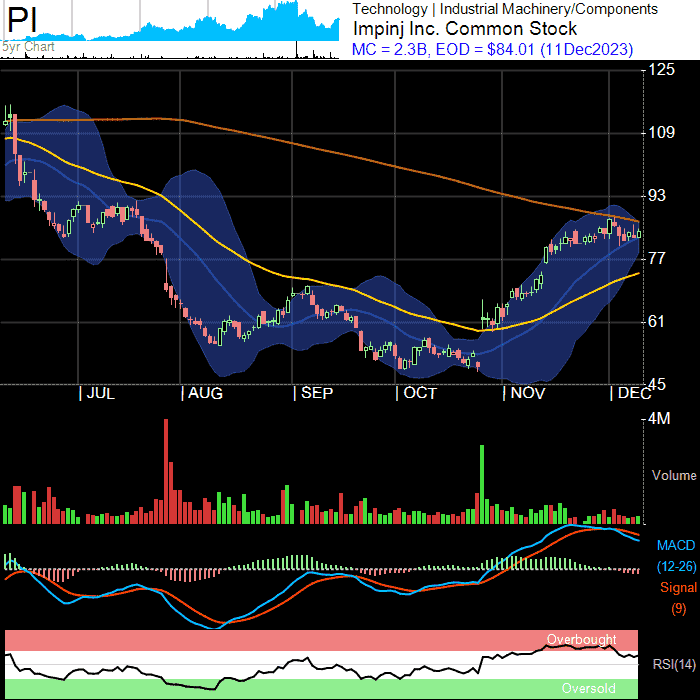 PI
5yr Chart
Technology | Industrial Machinery/Components
Impinj Inc. Common Stock
MC = 2.3B, EOD = $84.01 (11Dec2023)
125
109
93
77
61
45
JUL
AUG
SEP
OCT
NOV
DEC
4M
Volume
MACD
(12-26)
Signal
(9)
Overbought
RSI(14)
Oversold